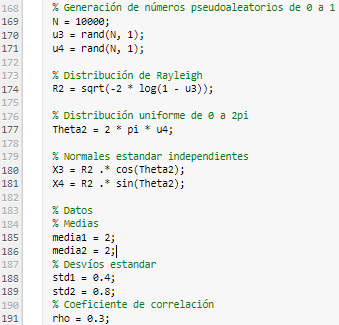 168 % Generación de números pseudoaleatorios de 0 a 1
169 N = 10000;
170 u3 = rand(N, 1);
171 u4 = rand(N, 1);
172
173 % Distribución de Rayleigh
174 R2 = sqrt(-2 * log(1 - u3));
175
176 % Distribución uniforme de 0 a 2pi
177 Theta2 = 2 * pi * u4;
178
179 % Normales estandar independientes
180 X3 = R2 .* cos(Theta2);
181 X4 = R2 .* sin(Theta2);
182
183 % Datos
184 % Medias
185 media1 = 2;
186 media2 = 2;
187 % Desvíos estandar
188 std1 = 0.4;
189 std2 = 0.8;
190 % Coeficiente de correlación
191 rho = 0.3;